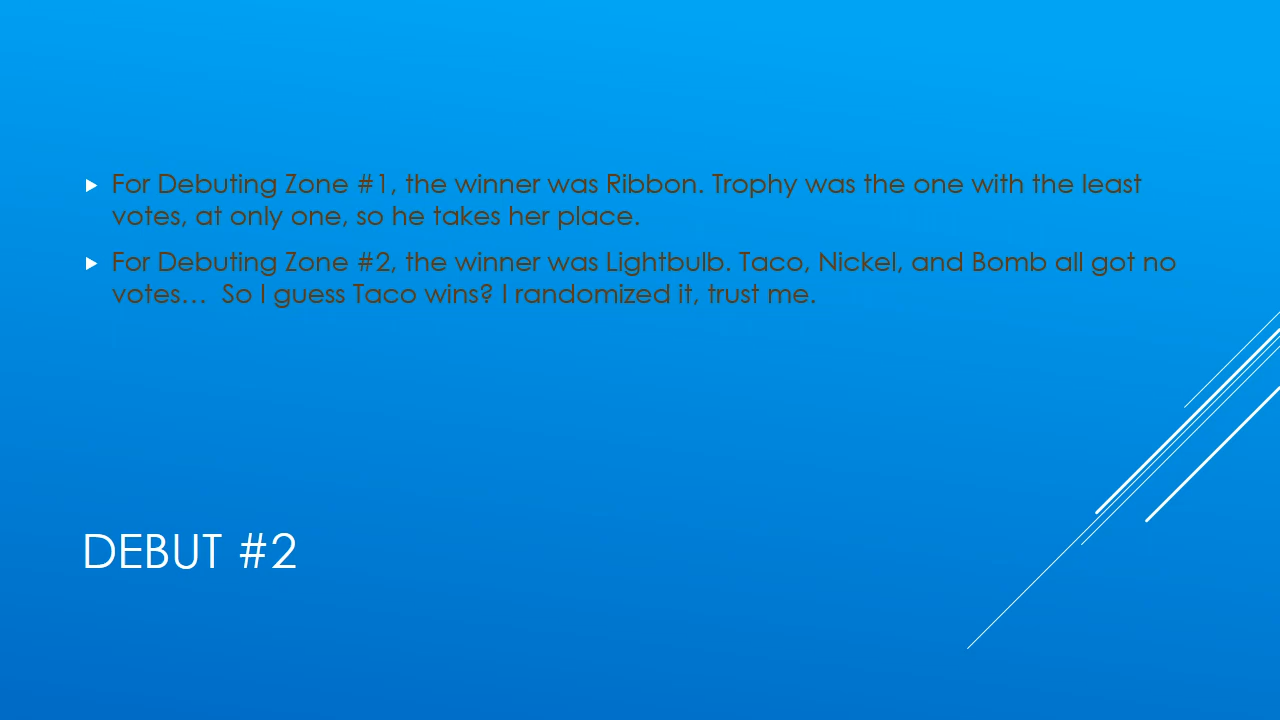 For Debuting Zone #1, the winner was Ribbon. Trophy was the one with the least
votes, at only one, so he takes her place.
For Debuting Zone #2, the winner was Lightbulb. Taco, Nickel, and Bomb all got no
votes…  So I guess Taco wins? I randomized it, trust me.
DEBUT #2